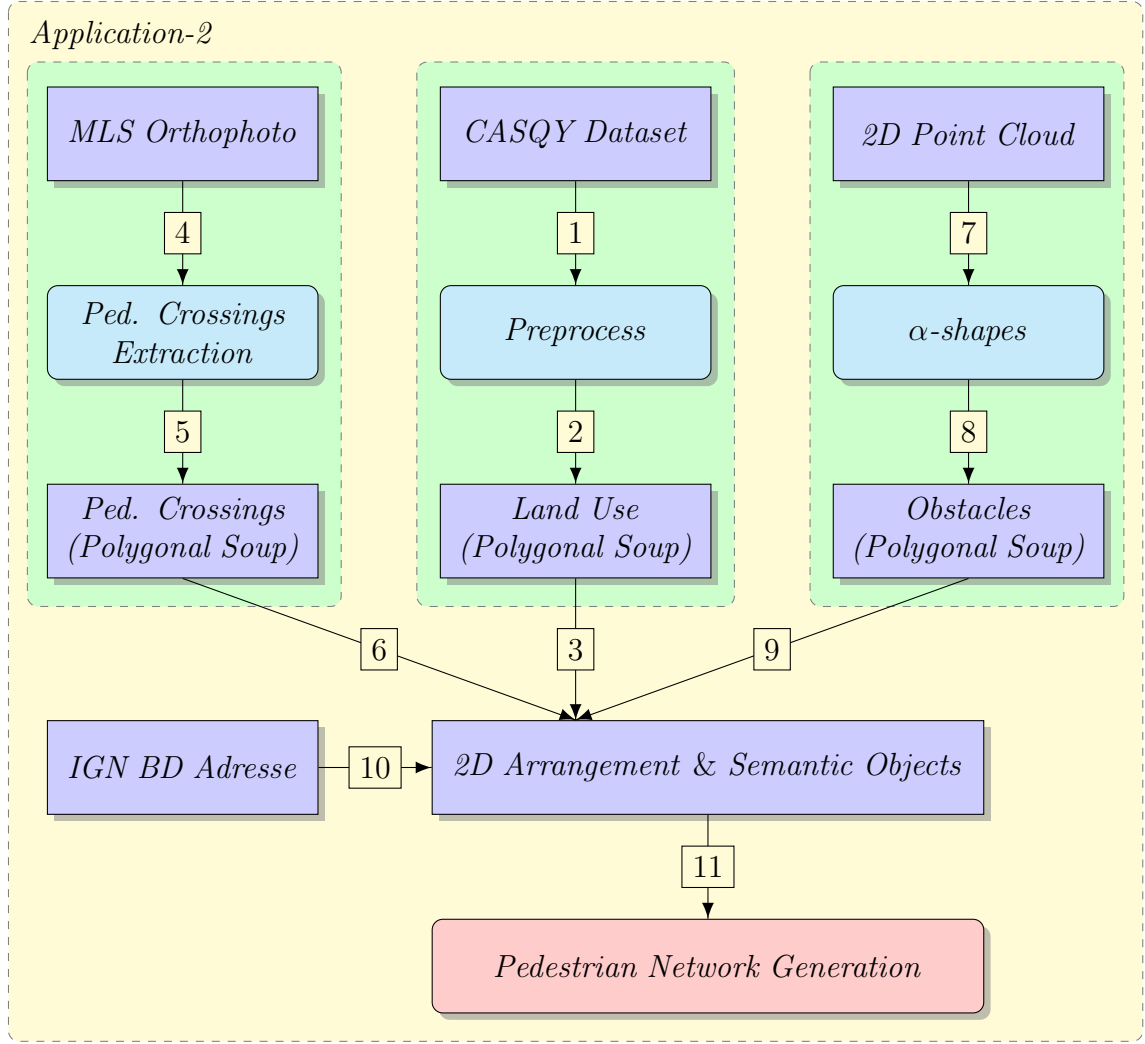 Application-2
MLS Orthophoto
CASQY Dataset
2D Point Cloud
4
1
7
Ped. Crossings
Extraction
Preprocess
α-shapes
5
2
8
Ped. Crossings
(Polygonal Soup)
Land Use
(Polygonal Soup)
Obstacles
(Polygonal Soup)
6
3
9
IGN BD Adresse
10
2D Arrangement & Semantic Objects
11
Pedestrian Network Generation